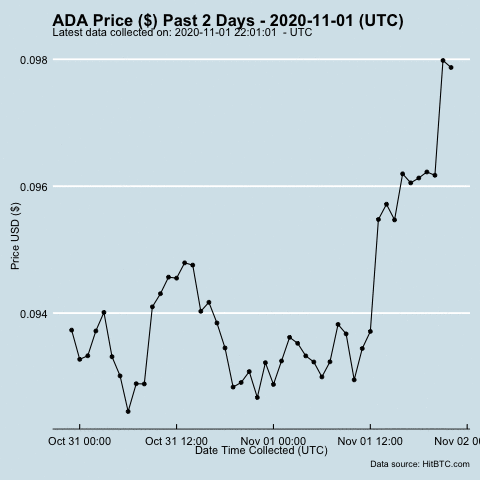 ADA Price ($) Past 2 Days - 2020-11-01 (UTC)
Latest data collected on: 2020-11-01 22:01:01 - UTC
0.098
0.096
0.094
Price USD ($)
Oct 31 00:00 Oct 31 12:00 Nov 01 00:00 Nov 01 12:00 Nov 02 0
Date Time Collected (UTC)
Data source: HitBTC.com